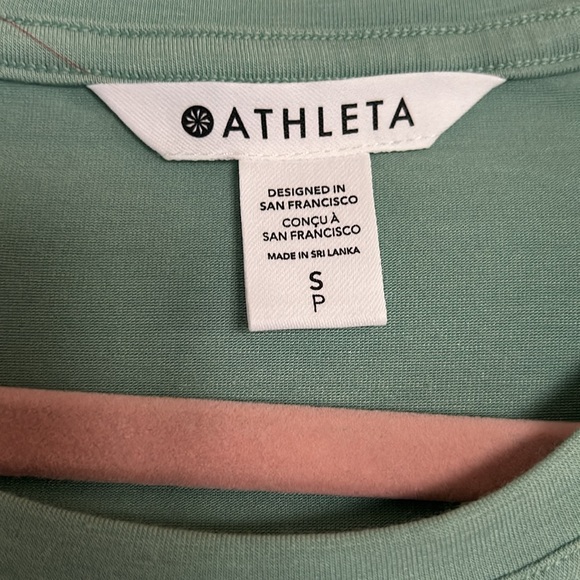 ATHLETA
DESIGNED IN
SAN FRANCISCO
CONÇU À
SAN FRANCISCO
MADE IN SRI LANKA
S
P